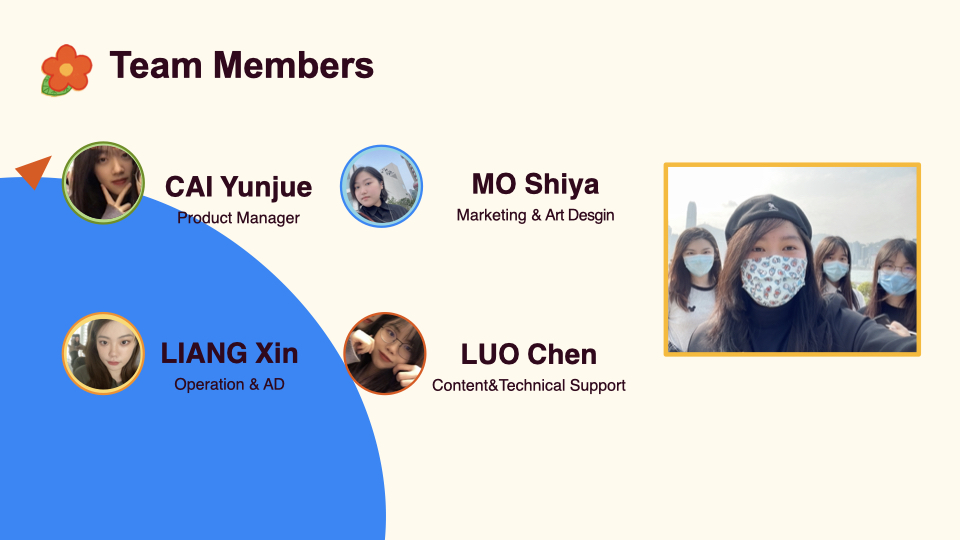 Team Members
CAI Yunjue
Product Manager
MO Shiya
Marketing & Art Desgin
LIANG Xin
Operation & AD
LUO Chen
Content&Technical Support